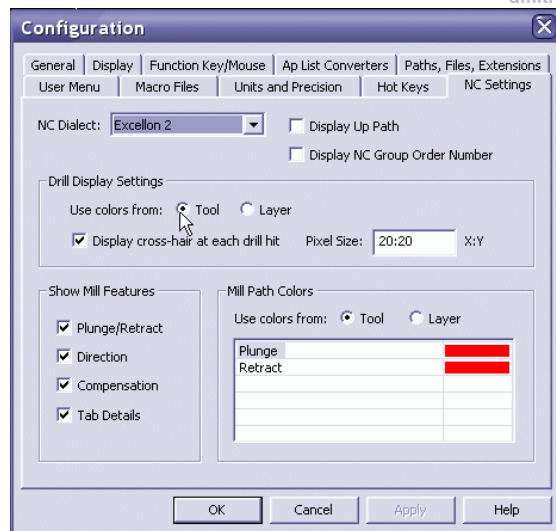 Configuration
General Display Function Key/Mouse Ap List Converters Paths, Files, Extensions
User Menu Macro Files Units and Precision Hot Keys NC Settings
NC Dialect: Excellon 2 Display Up Path
Display NC Group Order Number
Drill Display Settings
Use colors from: Tool Layer
Display cross-hair at each drill hit Pixel Size: 20:20 X:Y
Show Mill Features Mill Path Colors
Use colors from: Tool Layer
Plunge/Retract
Plunge
Retract
Direction
Compensation
Tab Details
OK Cancel Apply Help